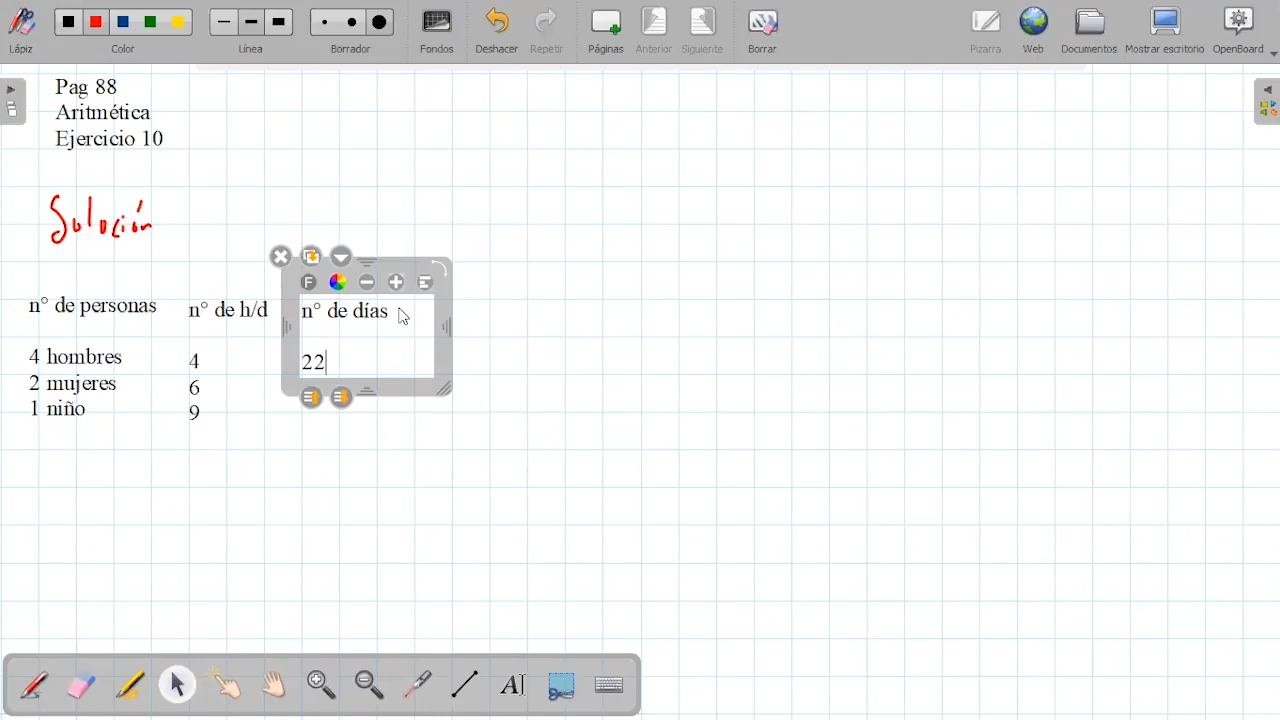 Lápiz
Color
Línea
Borrador
Fondos
Deshacer
Repetir
Páginas
Anterior
Siguiente
Borrar
Pizarra
Web
Documentos
Mostrar escritorio
OpenBoard
Pag 88
Aritmética
Ejercicio 10
Solución
n° de personas
n° de h/d
n° de días
4 hombres
4
22
2 mujeres
6
1 niño
9